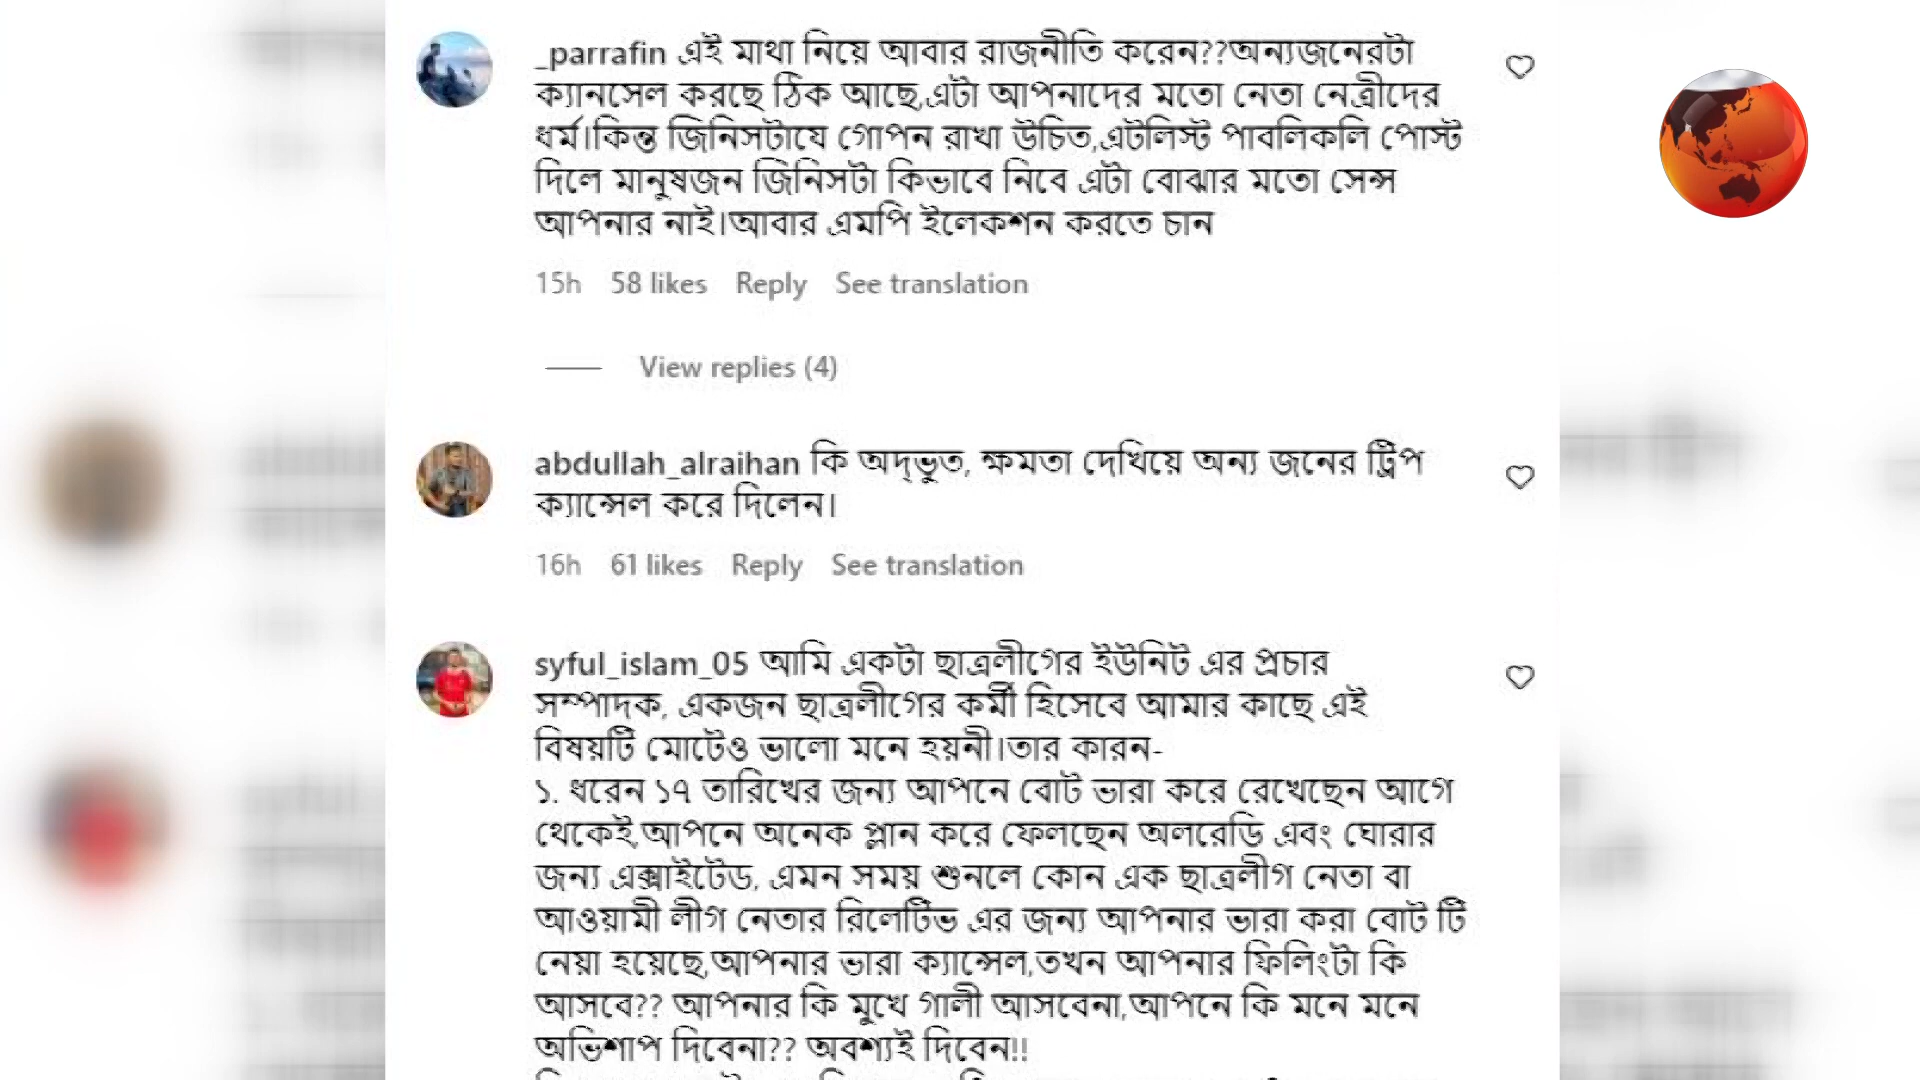 _parrafin এই মাথা নিয়ে আবার রাজনীতি করেন??অন্যজনেরটা
ক্যানসেল করছে ঠিক আছে,এটা আপনাদের মতো নেতা নেত্রীদের
ধর্ম।কিন্ত জিনিসটাযে গোপন রাখা উচিত,এটলিস্ট পাবলিকলি পোস্ট
দিলে মানুষজন জিনিসটা কিভাবে নিবে এটা বোঝার মতো সেন্স
আপনার নাই।আবার এমপি ইলেকশন করতে চান
15h 58 likes Reply See translation
View replies (4)
abdullah_alraihan কি অদ্ভুত, ক্ষমতা দেখিয়ে অন্য জনের ট্রিপ
ক্যান্সেল করে দিলেন।
16h 61 likes Reply See translation
syful_islam_05 আমি একটা ছাত্রলীগের ইউনিট এর প্রচার
সম্পাদক, একজন ছাত্রলীগের কর্মী হিসেবে আমার কাছে এই
বিষয়টি মোটেও ভালো মনে হয়নী।তার কারন-
১. ধরেন ১৭ তারিখের জন্য আপনে বোট ভারা করে রেখেছেন আগে
থেকেই,আপনে অনেক প্লান করে ফেলছেন অলরেডি এবং ঘোরার
জন্য এক্সাইটেড, এমন সময় শুনলে কোন এক ছাত্রলীগ নেতা বা
আওয়ামী লীগ নেতার রিলেটিভ এর জন্য আপনার ভারা করা বোট টি
নেয়া হয়েছে,আপনার ভারা ক্যান্সেল,তখন আপনার ফিলিংটা কি
আসবে?? আপনার কি মুখে গালী আসবেনা,আপনে কি মনে মনে
অভিশাপ দিবেনা?? অবশ্যই দিবেন!!